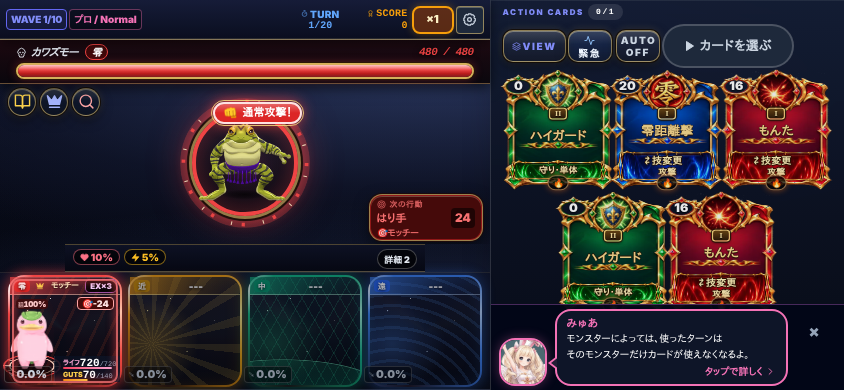 WAVE 1/10
プロ / Normal
TURN
1/20
SCORE
0
×1
カワズモー 零
480 / 480
通常攻撃!
次の行動
はり手 24
モッチー
10% 5%
詳細2
零 モッチー EX×3
100%
-24
ライフ720/720
GUTS70/140
0.0%
近 ---
0.0%
中 ---
0.0%
遠 ---
0.0%
ACTION CARDS 0/1
VIEW
緊急
AUTO
OFF
カードを選ぶ
0
II
ハイガード
守り・単体
20
零
I
零距離撃
技変更
攻撃
16
I
もんた
技変更
攻撃
0
II
ハイガード
守り・単体
16
I
もんた
技変更
攻撃
みゅあ
モンスターによっては、使ったターンは
そのモンスターだけカードが使えなくなるよ。
タップで詳しく